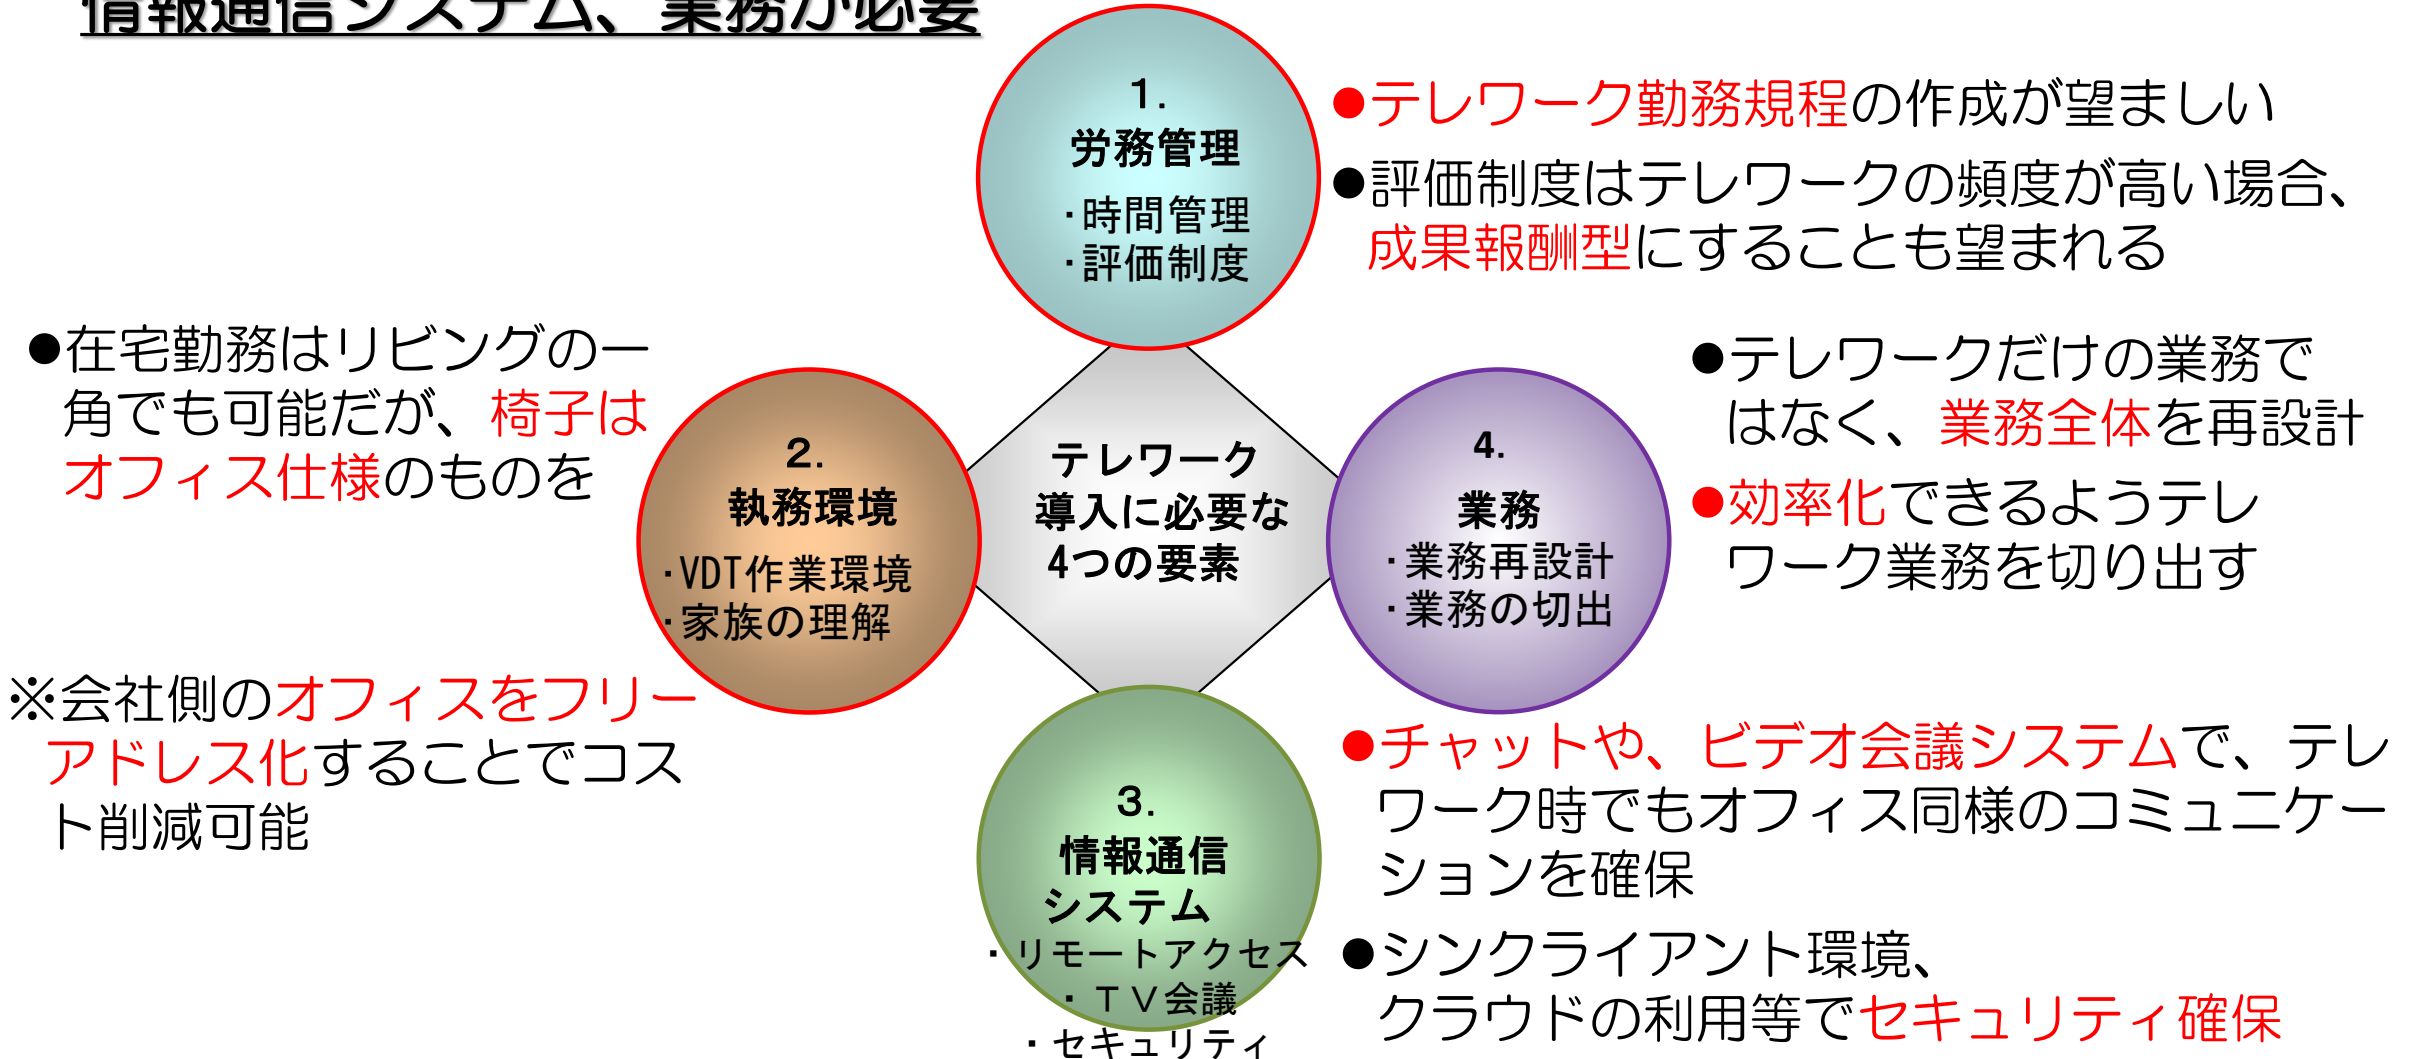 情報通信システム、業務が必要
1.
労務管理
・時間管理
・評価制度
●テレワーク勤務規程の作成が望ましい
●評価制度はテレワークの頻度が高い場合、
成果報酬型にすることも望まれる
●在宅勤務はリビングの一
角でも可能だが、椅子は
オフィス仕様のものを
※会社側のオフィスをフリー
アドレス化することでコス
ト削減可能
2.
執務環境
・VDT作業環境
・家族の理解
テレワーク
導入に必要な
4つの要素
4.
業務
・業務再設計
・業務の切出
●テレワークだけの業務で
はなく、業務全体を再設計
●効率化できるようテレ
ワーク業務を切り出す
3.
情報通信
システム
・リモートアクセス
・ＴＶ会議
・セキュリティ
●チャットや、ビデオ会議システムで、テレ
ワーク時でもオフィス同様のコミュニケー
ションを確保
●シンクライアント環境、
クラウドの利用等でセキュリティ確保